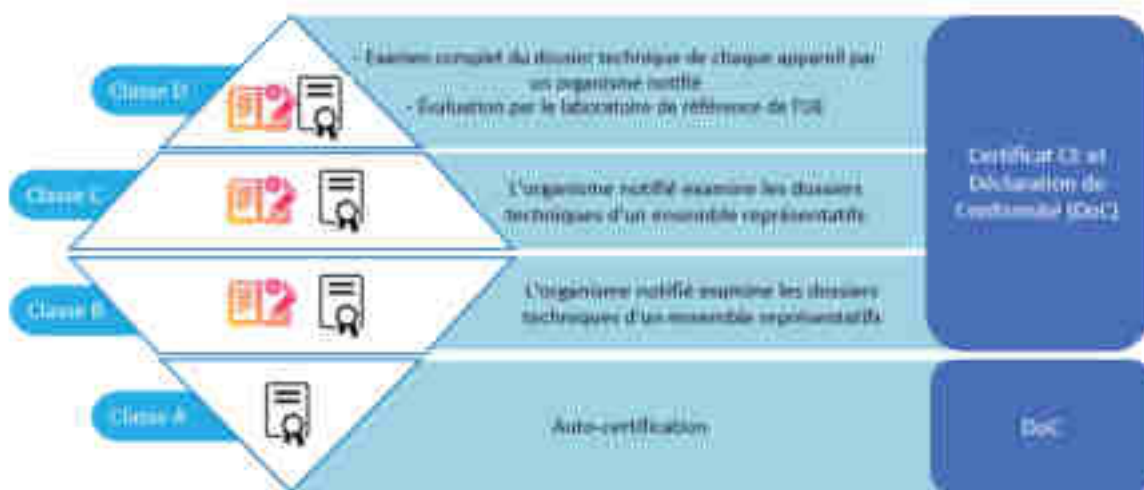 Classe D
- Examen complet du dossier technique de chaque appareil par
un organisme notifié
- Évaluation par le laboratoire de référence de l'UE
Classe C
L'organisme notifié examine les dossiers
techniques d'un ensemble représentatifs
Certificat CE et
Déclaration de
Conformité (DoC)
Classe B
L'organisme notifié examine les dossiers
techniques d'un ensemble représentatifs
Classe A
Auto-certification
DoC